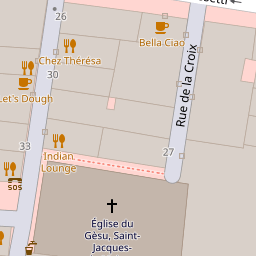 26
Bella Ciao
Chez Thérésa
30
Let's Dough
Rue de la Croix
33
Indian
Lounge
27
sos
Église du
Gèsu, Saint-
Jacques-